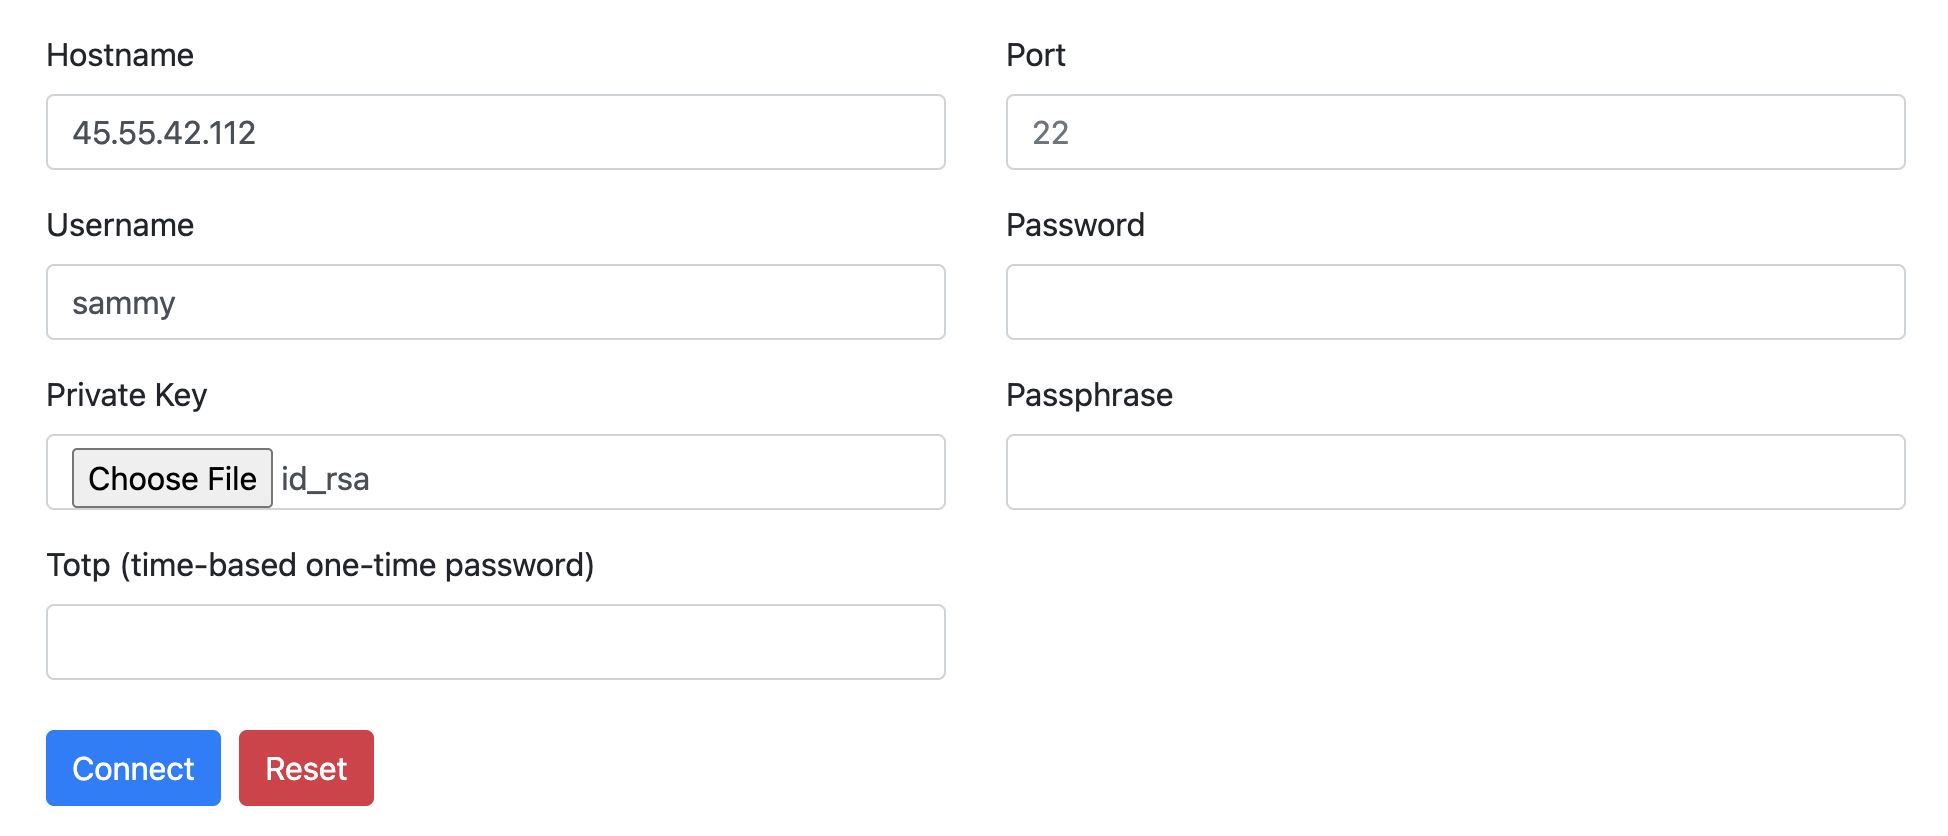 Hostname
Port
45.55.42.112
22
Username
Password
sammy
Private Key
Passphrase
Choose File id_rsa
Totp (time-based one-time password)
Connect
Reset